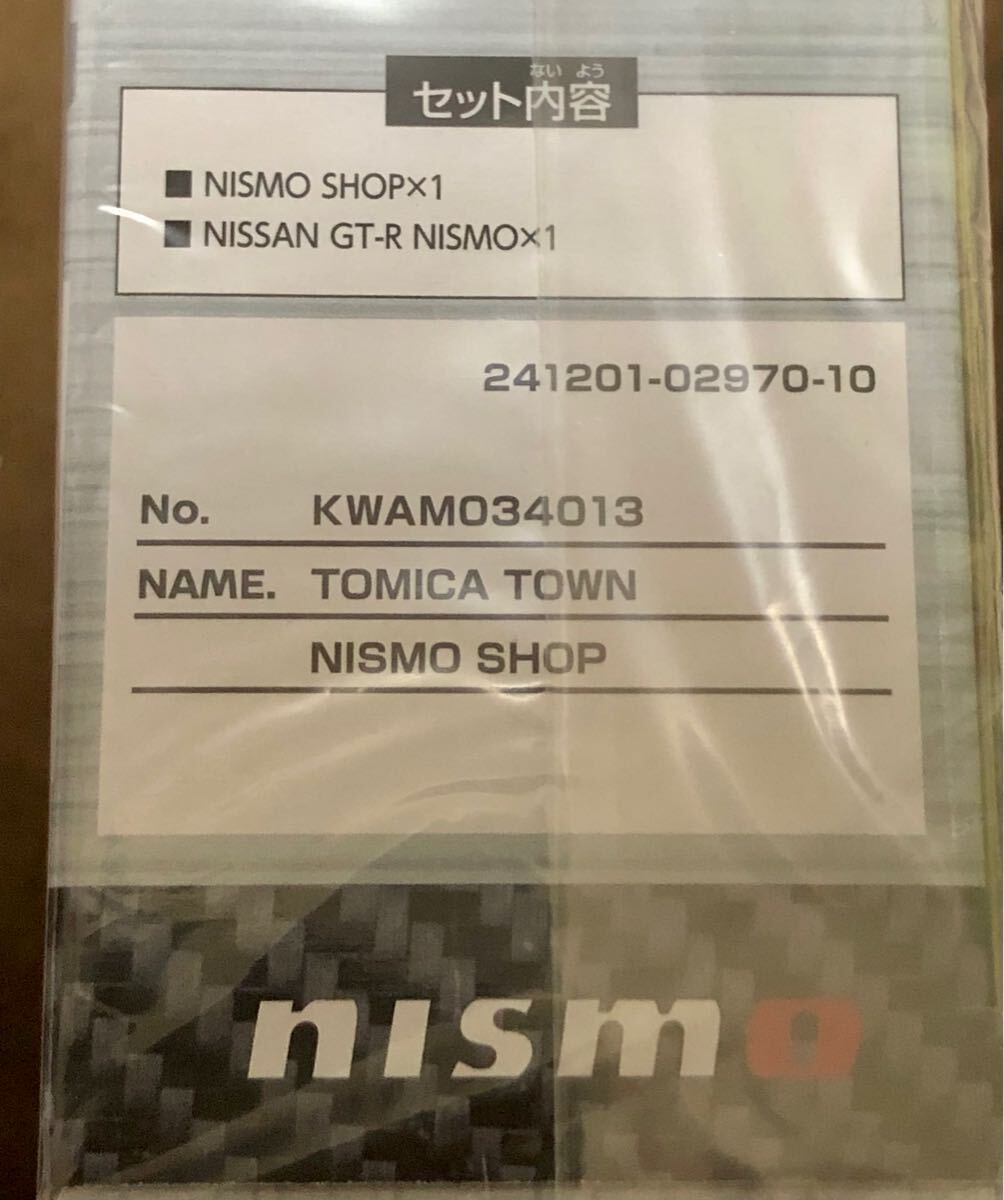 ない よう
セット内容
■ NISMO SHOP×1
■ NISSAN GT-R NISMO×1
241201-02970-10
No. KWAM034013
NAME. TOMICA TOWN
NISMO SHOP
nismo